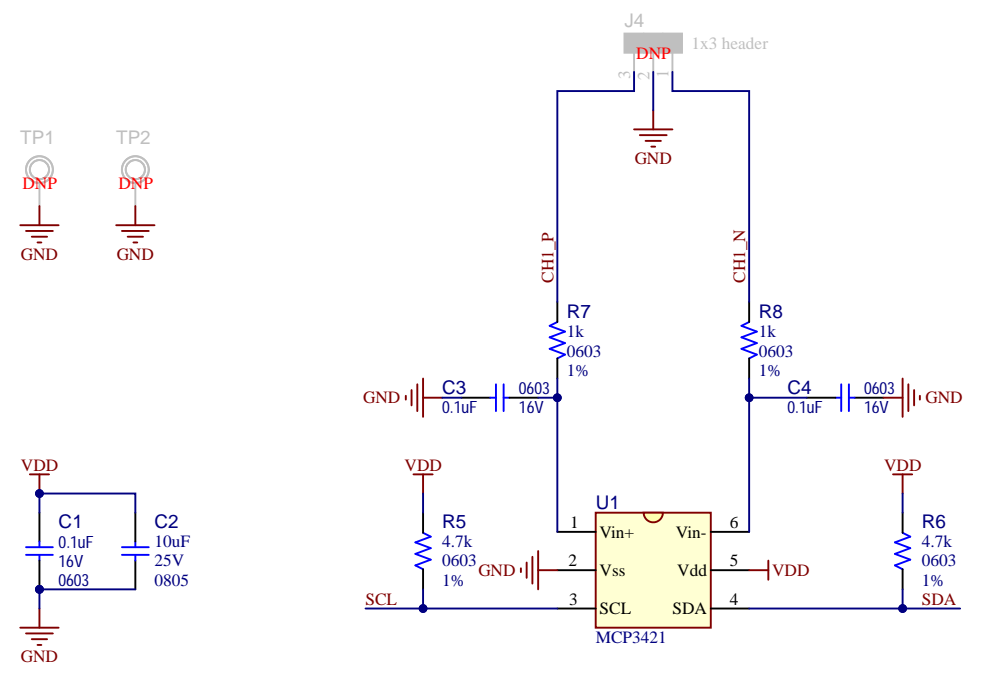 J4
1x3 header
DNP
3
2
1
GND
TP1
DNP
GND
TP2
DNP
GND
CH1_P
CH1_N
R7
1k
0603
1%
R8
1k
0603
1%
GND
C3
0.1uF
0603
16V
C4
0.1uF
0603
16V
GND
VDD
C1
0.1uF
16V
0603
C2
10uF
25V
0805
GND
VDD
R5
4.7k
0603
1%
SCL
GND
U1
1
Vin+
2
Vss
3
SCL
Vin-
6
Vdd
5
SDA
4
MCP3421
VDD
VDD
R6
4.7k
0603
1%
SDA